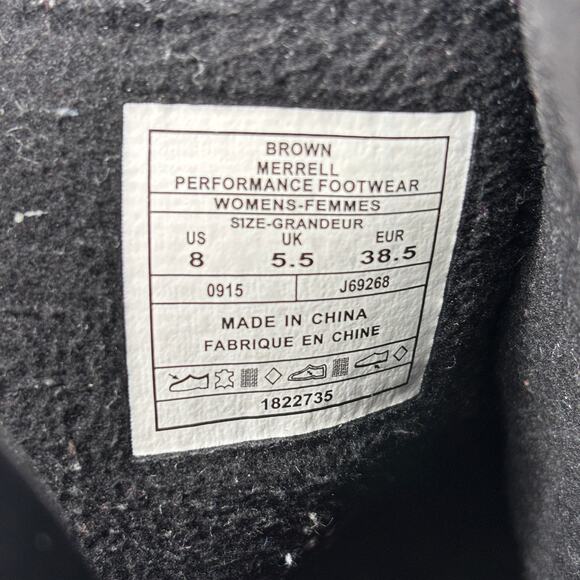 BROWN
MERRELL
PERFORMANCE FOOTWEAR
WOMENS-FEMMES
SIZE-GRANDEUR
US UK EUR
8 5.5 38.5
0915 J69268
MADE IN CHINA
FABRIQUE EN CHINE
1822735